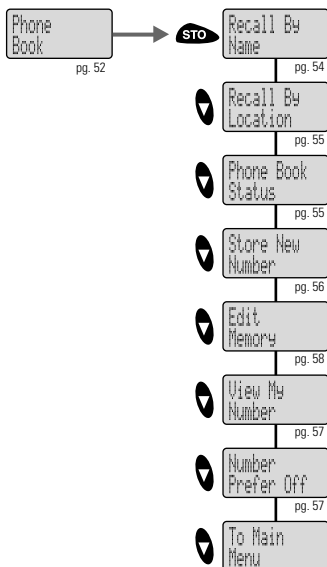 Phone
Book
pg. 52
STO
Recall By
Name
pg. 54
Recall By
Location
pg. 55
Phone Book
Status
pg. 55
Store New
Number
pg. 56
Edit
Memory
pg. 58
View My
Number
pg. 57
Number
Prefer Off
pg. 57
To Main
Menu